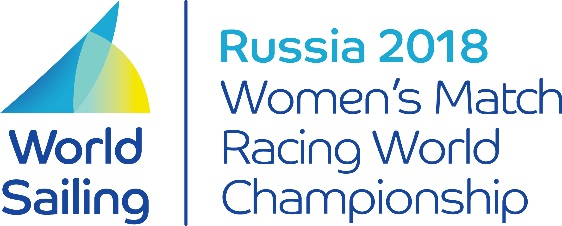 World
Sailing
Russia 2018
Women's Match
Racing World
Championship